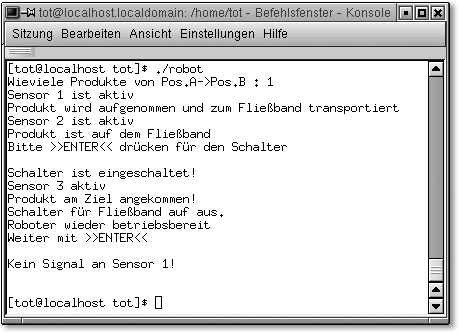 tot@localhost.localdomain: /home/tot - Befehlsfenster - Konsole
Sitzung Bearbeiten Ansicht Einstellungen Hilfe
[tot@localhost tot]$ ./robot
Wieviele Produkte von Pos.A->Pos.B : 1
Sensor 1 ist aktiv
Produkt wird aufgenommen und zum Fließband transportiert
Sensor 2 ist aktiv
Produkt ist auf dem Fließband
Bitte >>ENTER<< drücken für den Schalter
Schalter ist eingeschaltet!
Sensor 3 aktiv
Produkt am Ziel angekommen!
Schalter für Fließband auf aus.
Roboter wieder betriebsbereit
Weiter mit >>ENTER<<
Kein Signal an Sensor 1!
[tot@localhost tot]$